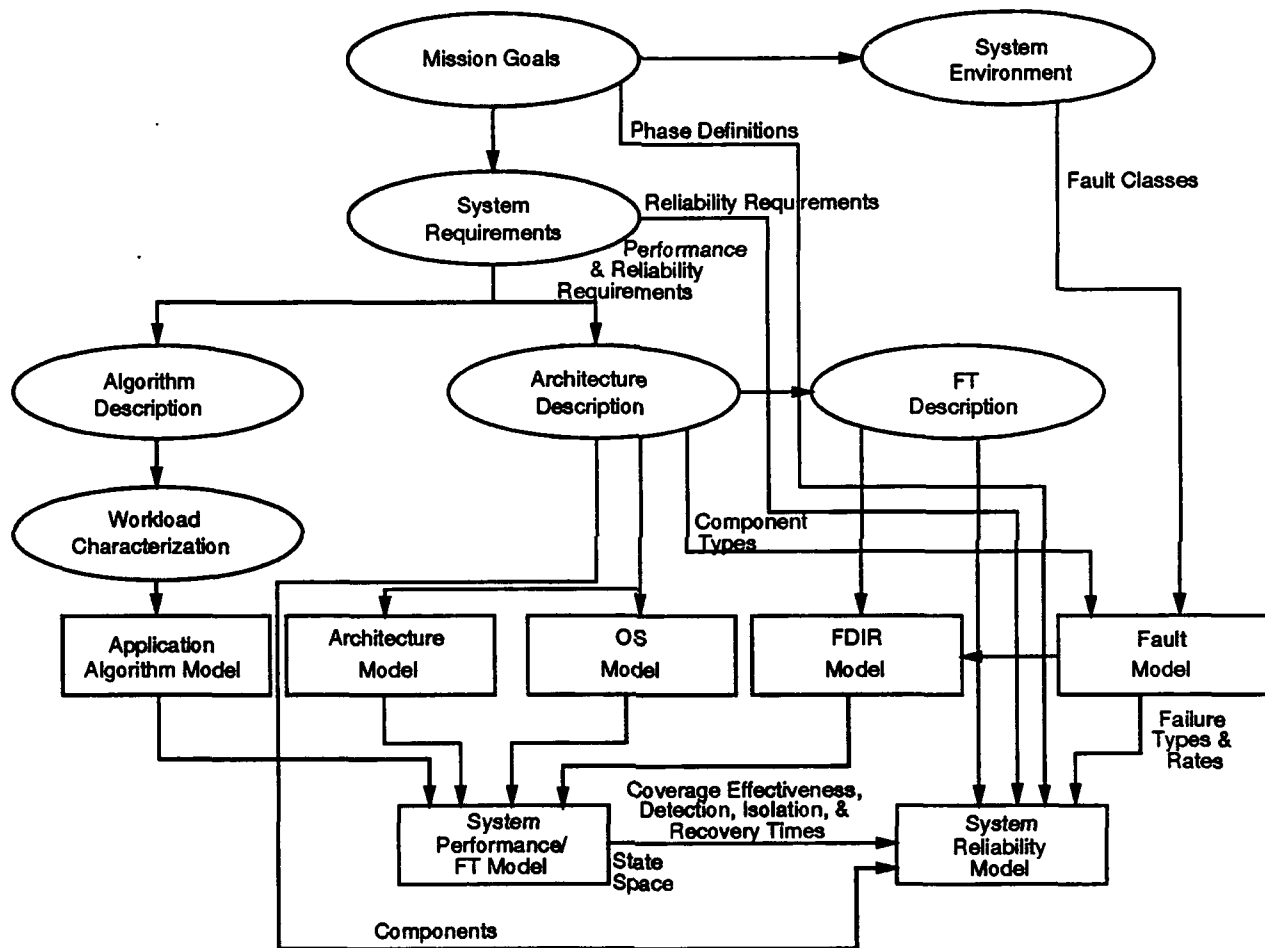 Mission Goals
System
Environment
Phase Definitions
Fault Classes
System
Requirements
Reliability Requirements
Performance
& Reliability
Requirements
Algorithm
Description
Architecture
Description
FT
Description
Workload
Characterization
Component
Types
Application
Algorithm Model
Architecture
Model
OS
Model
FDIR
Model
Fault
Model
Failure
Types &
Rates
Coverage Effectiveness,
Detection, Isolation, &
Recovery Times
System
Performance/
FT Model
State
Space
System
Reliability
Model
Components